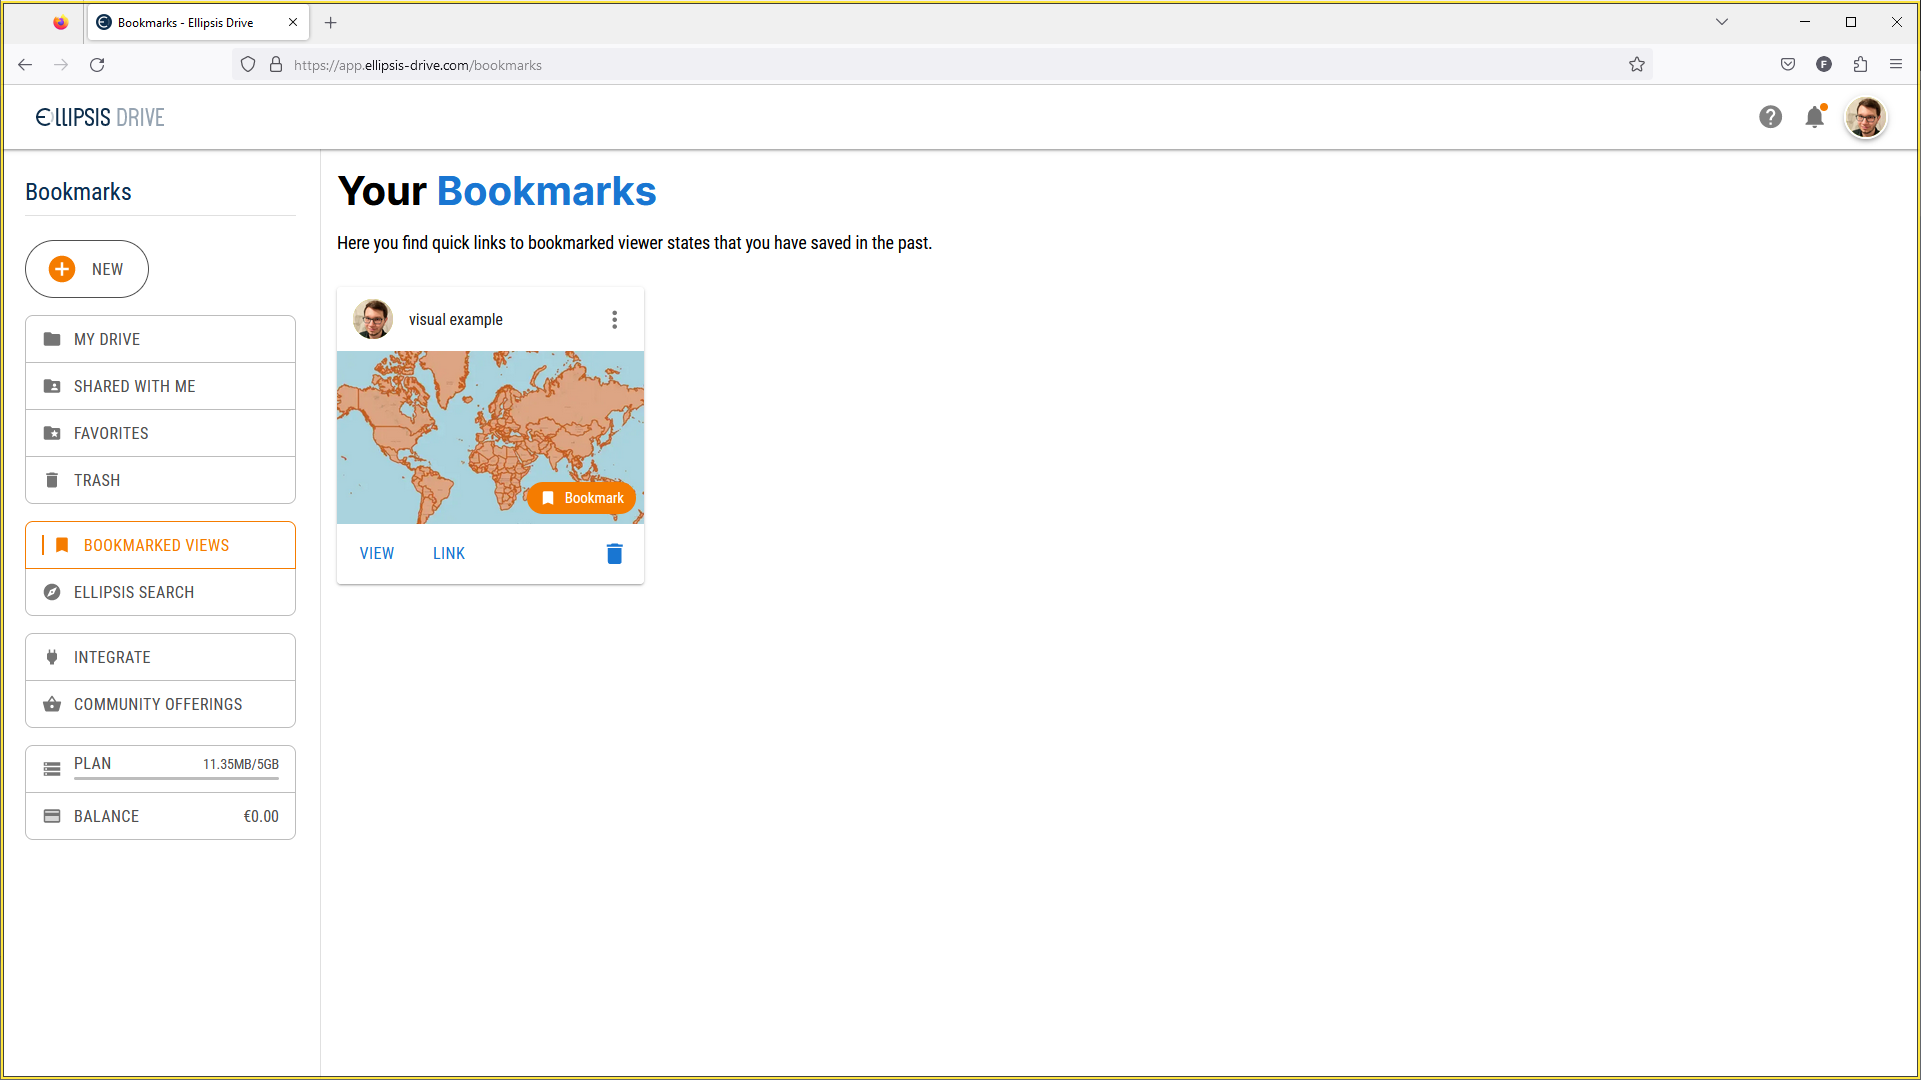 Bookmarks - Ellipsis Drive
https://app.ellipsis-drive.com/bookmarks
F
ELLIPSIS DRIVE
Bookmarks
NEW
MY DRIVE
SHARED WITH ME
FAVORITES
TRASH
BOOKMARKED VIEWS
ELLIPSIS SEARCH
INTEGRATE
COMMUNITY OFFERINGS
PLAN 11.35MB/5GB
BALANCE €0.00
Your Bookmarks
Here you find quick links to bookmarked viewer states that you have saved in the past.
visual example
Bookmark
VIEW LINK